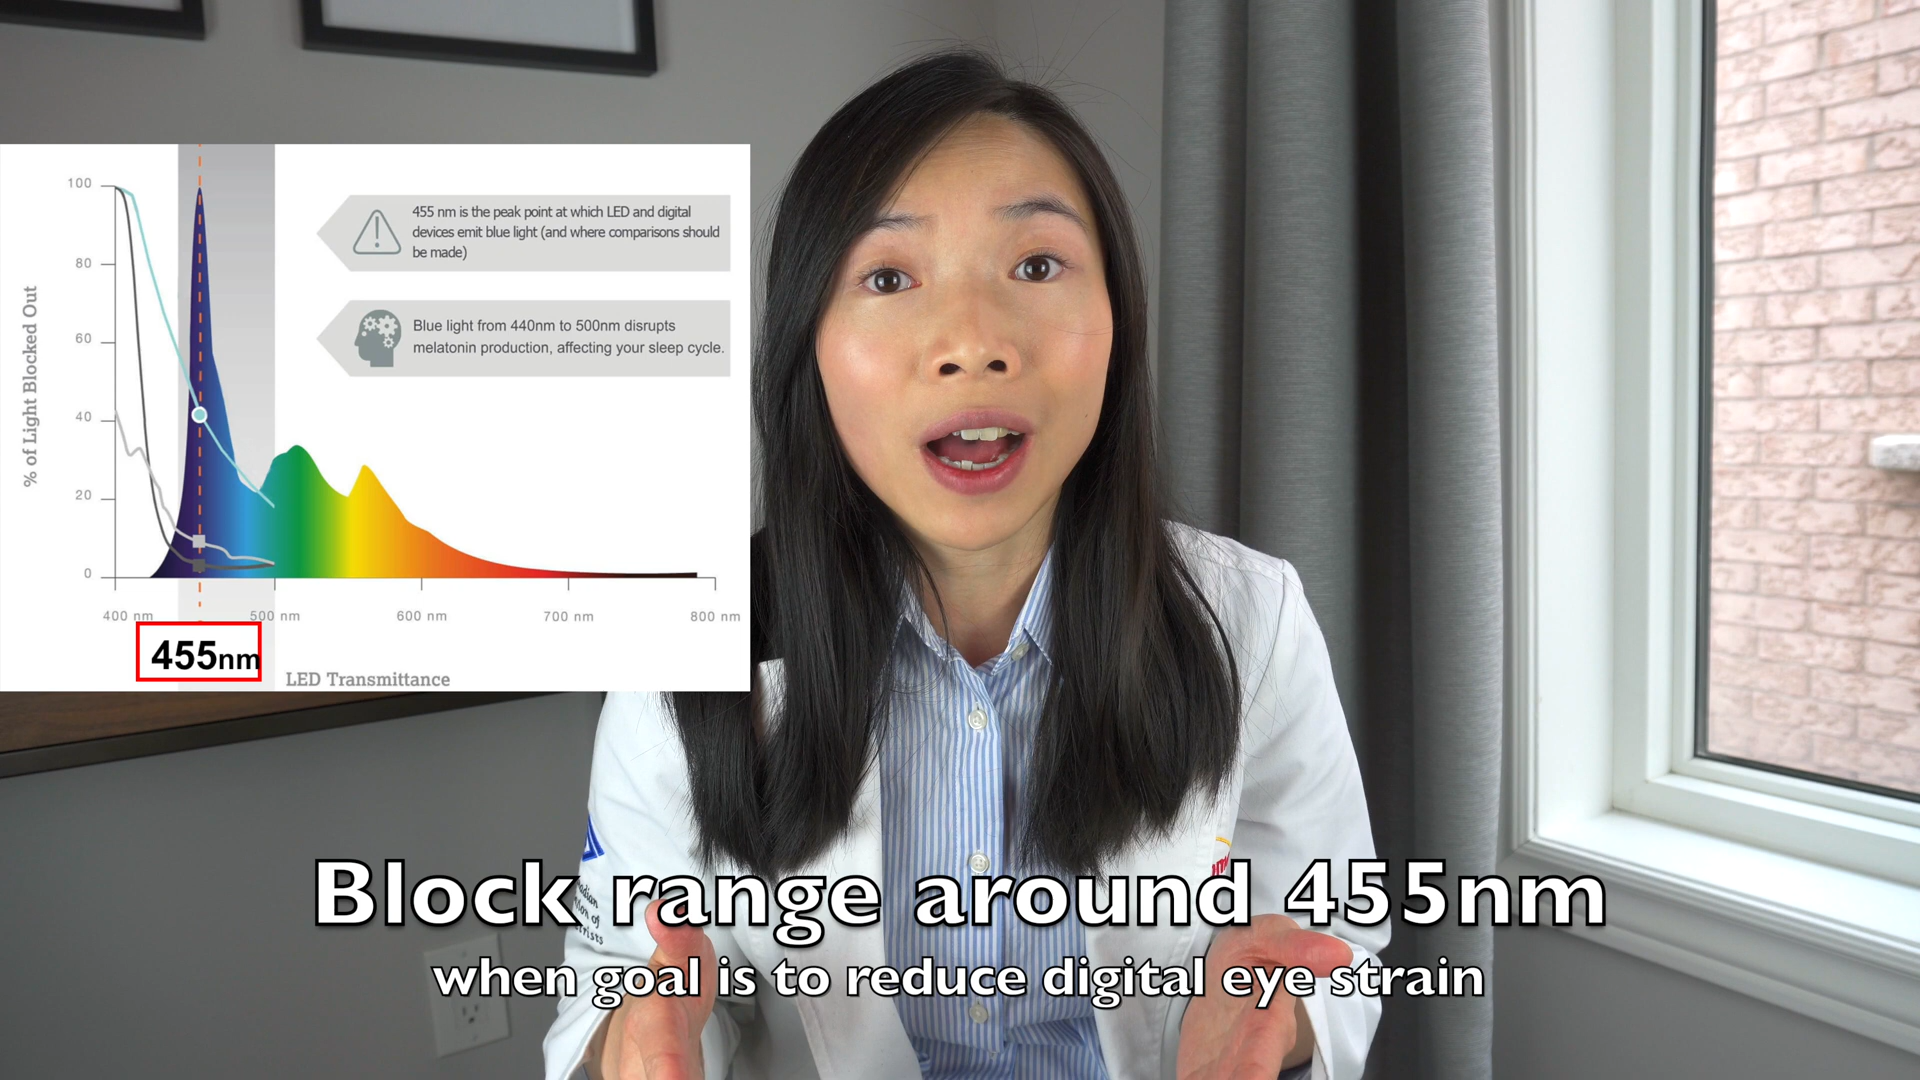 455 nm is the peak point at which LED and digital
devices emit blue light (and where comparisons should
be made)
Blue light from 440nm to 500nm disrupts
melatonin production, affecting your sleep cycle.
% of Light Blocked Out
100
80
60
40
20
0
400 nm 500 nm 600 nm 700 nm 800 nm
455nm
LED Transmittance
Block range around 455nm
when goal is to reduce digital eye strain